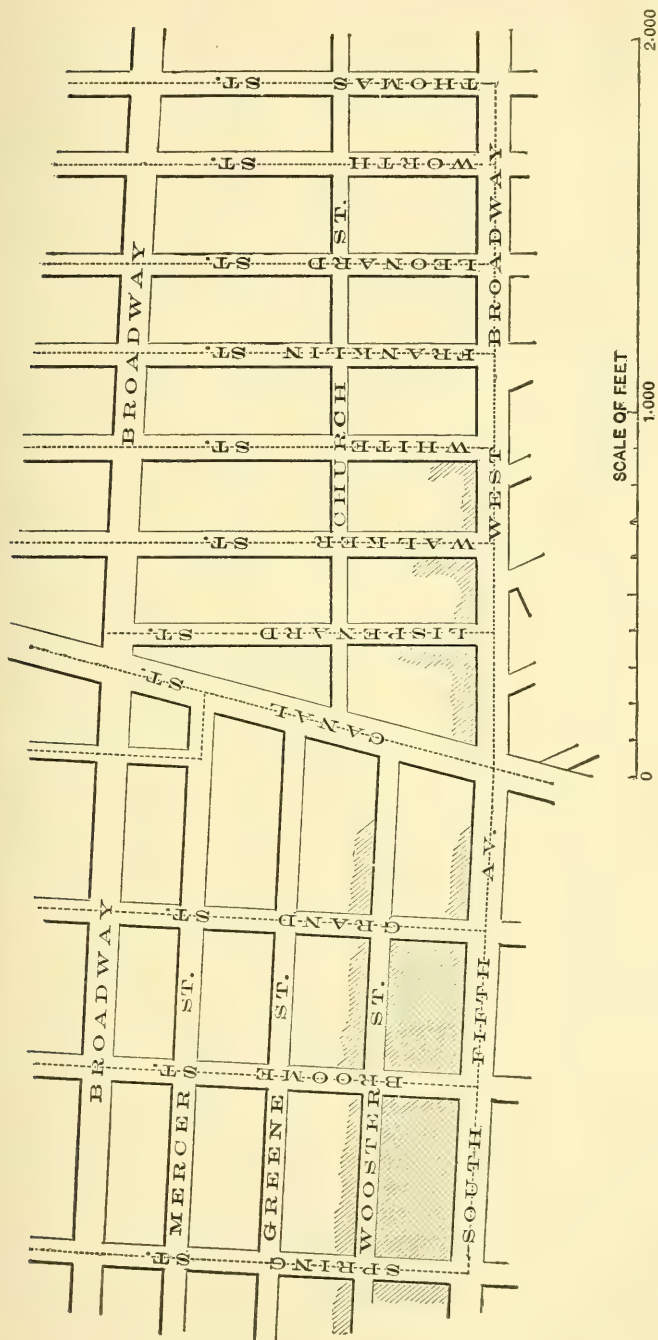 THOMAS ST.
WORTH ST.
LEONARD ST.
FRANKLIN ST.
WHITE ST.
WALKER ST.
LISPENARD ST.
CANAL ST.
GRAND ST.
BROOME ST.
SPRING ST.
BROADWAY
BROADWAY
CHURCH ST.
WEST BROADWAY
MERCER ST.
GREENE ST.
WOOSTER ST.
SOUTH FIFTH AV.
SCALE OF FEET
0 1.000 2.000